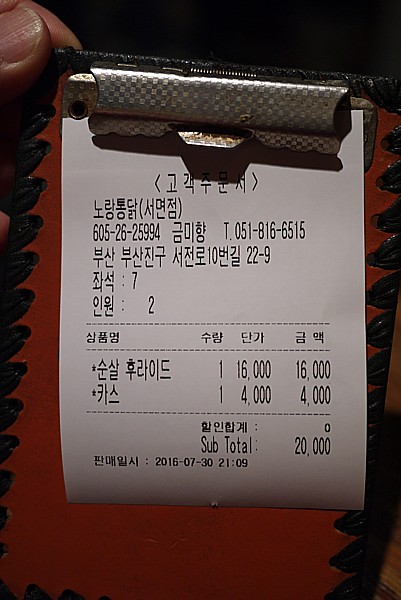 <고객주문서>
노랑통닭(서면점)
605-26-25994 금미향 T.051-816-6515
부산 부산진구 서전로10번길 22-9
좌석 : 7
인원 : 2
상품명 수량 단가 금 액
*순살 후라이드 1 16,000 16,000
*카스 1 4,000 4,000
할인합계 : 0
Sub Total: 20,000
판매일시 : 2016-07-30 21:09